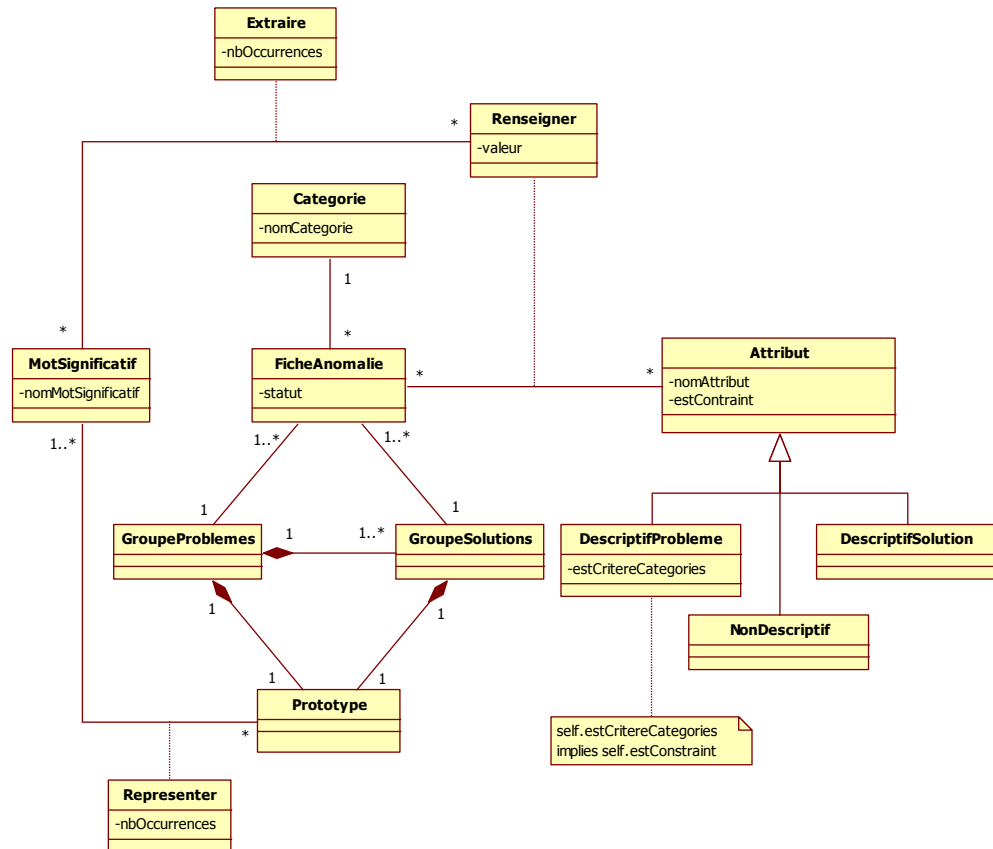 Extraire
-nbOccurrences
*
Renseigner
-valeur
Categorie
-nomCategorie
1
*
*
MotSignificatif
-nomMotSignificatif
FicheAnomalie
-statut
*
*
Attribut
-nomAttribut
-estContraint
1..*
1..*
1..*
1
1
GroupeProblemes
1
1..*
GroupeSolutions
DescriptifProbleme
-estCritereCategories
DescriptifSolution
1
1
NonDescriptif
1
1
Prototype
*
self.estCritereCategories
implies self.estConstraint
Representer
-nbOccurrences